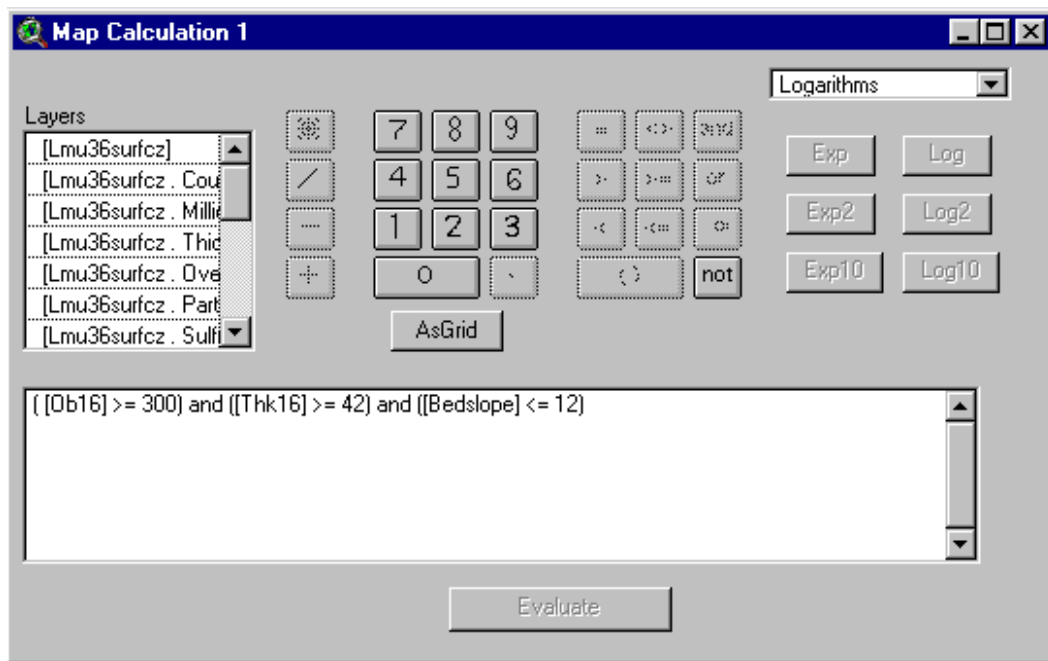 Map Calculation 1
Logarithms
Layers
[Lmu36surfcz]
[Lmu36surfcz . Cou
[Lmu36surfcz . Millic
[Lmu36surfcz . Thic
[Lmu36surfcz . Ove
[Lmu36surfcz . Part
[Lmu36surfcz . Sulfi
7 8 9
4 5 6
1 2 3
0 .
* / - +
= <> and
> >= or
< <=
( ) not
Exp Log
Exp2 Log2
Exp10 Log10
AsGrid
( [Ob16] >= 300) and ([Thk16] >= 42) and ([Bedslope] <= 12)
Evaluate